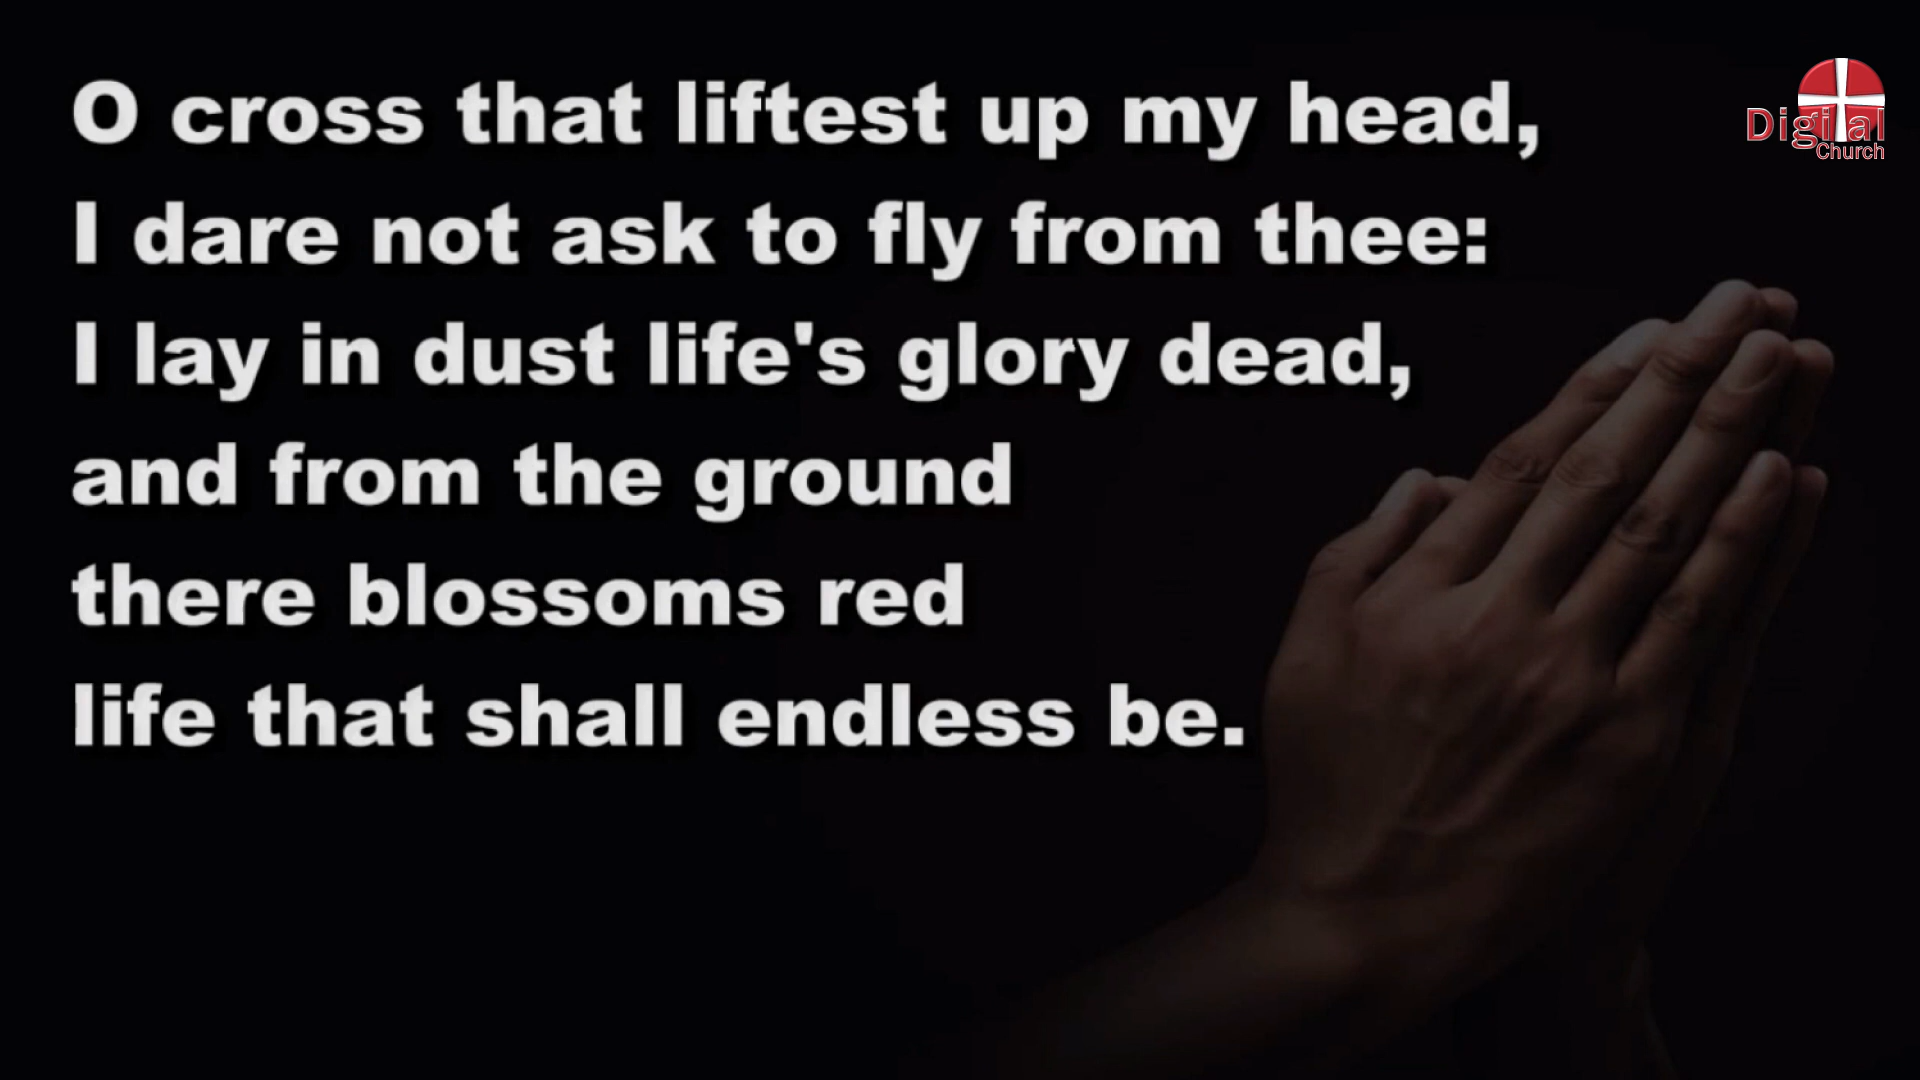 O cross that liftest up my head,
I dare not ask to fly from thee:
I lay in dust life's glory dead,
and from the ground
there blossoms red
life that shall endless be.
Digital
Church